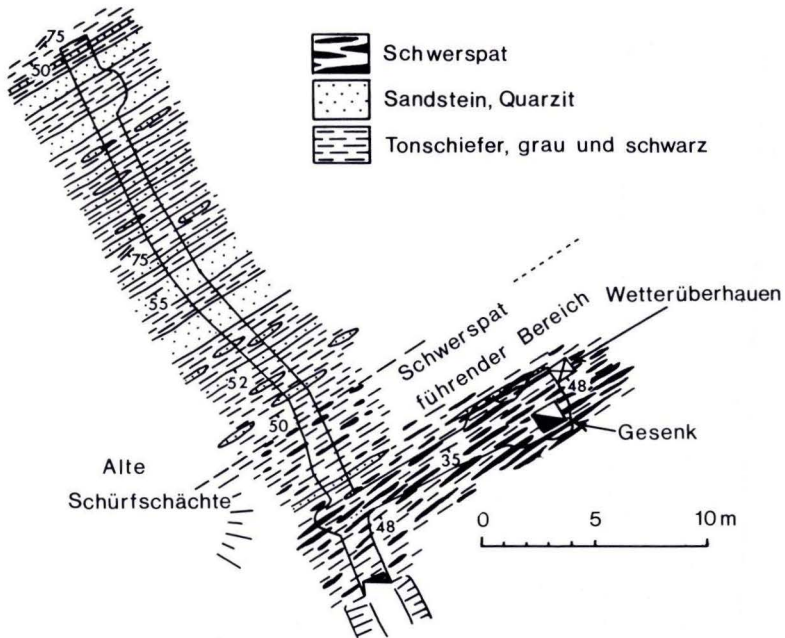 Schwerspat
Sandstein, Quarzit
Tonschiefer, grau und schwarz
75
50
75
55
52
50
Schwerspat
führender Bereich
Wetterüberhauen
48
Gesenk
35
48
Alte
Schürfschächte
0 5 10 m